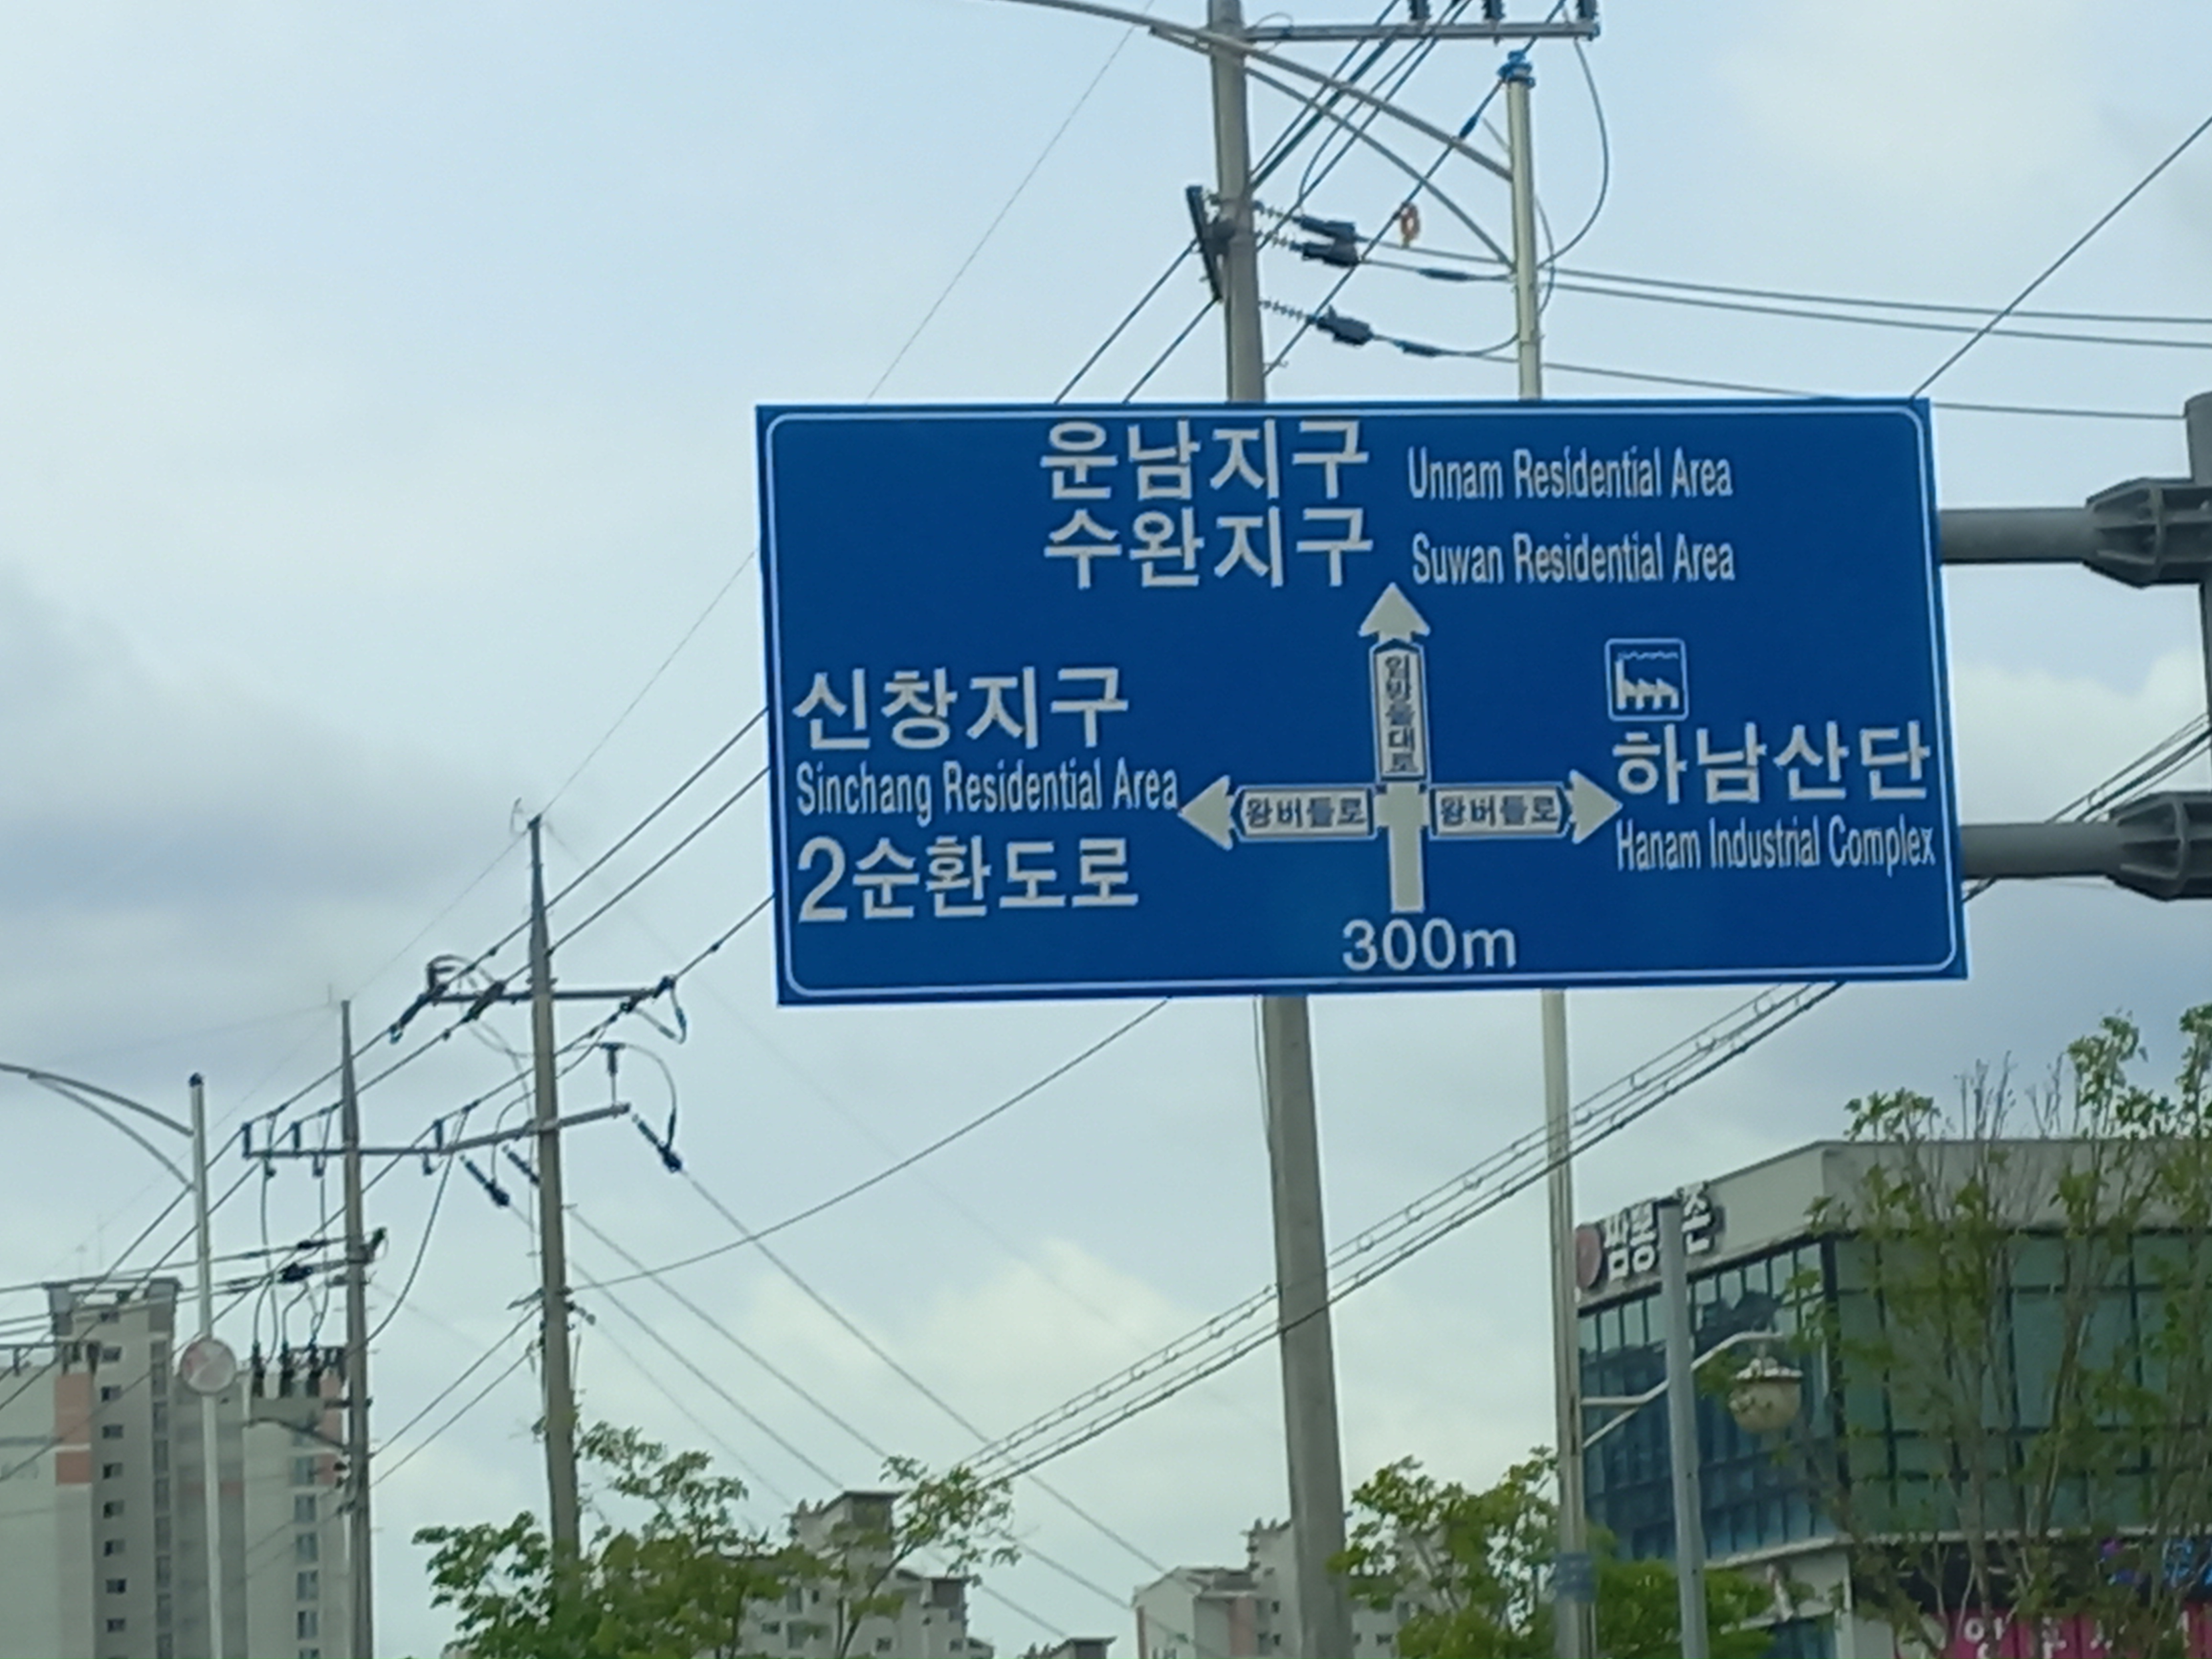 운남지구 Unnam Residential Area
수완지구 Suwan Residential Area
임방울대로
신창지구
Sinchang Residential Area
2순환도로
왕버들로
왕버들로
하남산단
Hanam Industrial Complex
300m
짬뽕